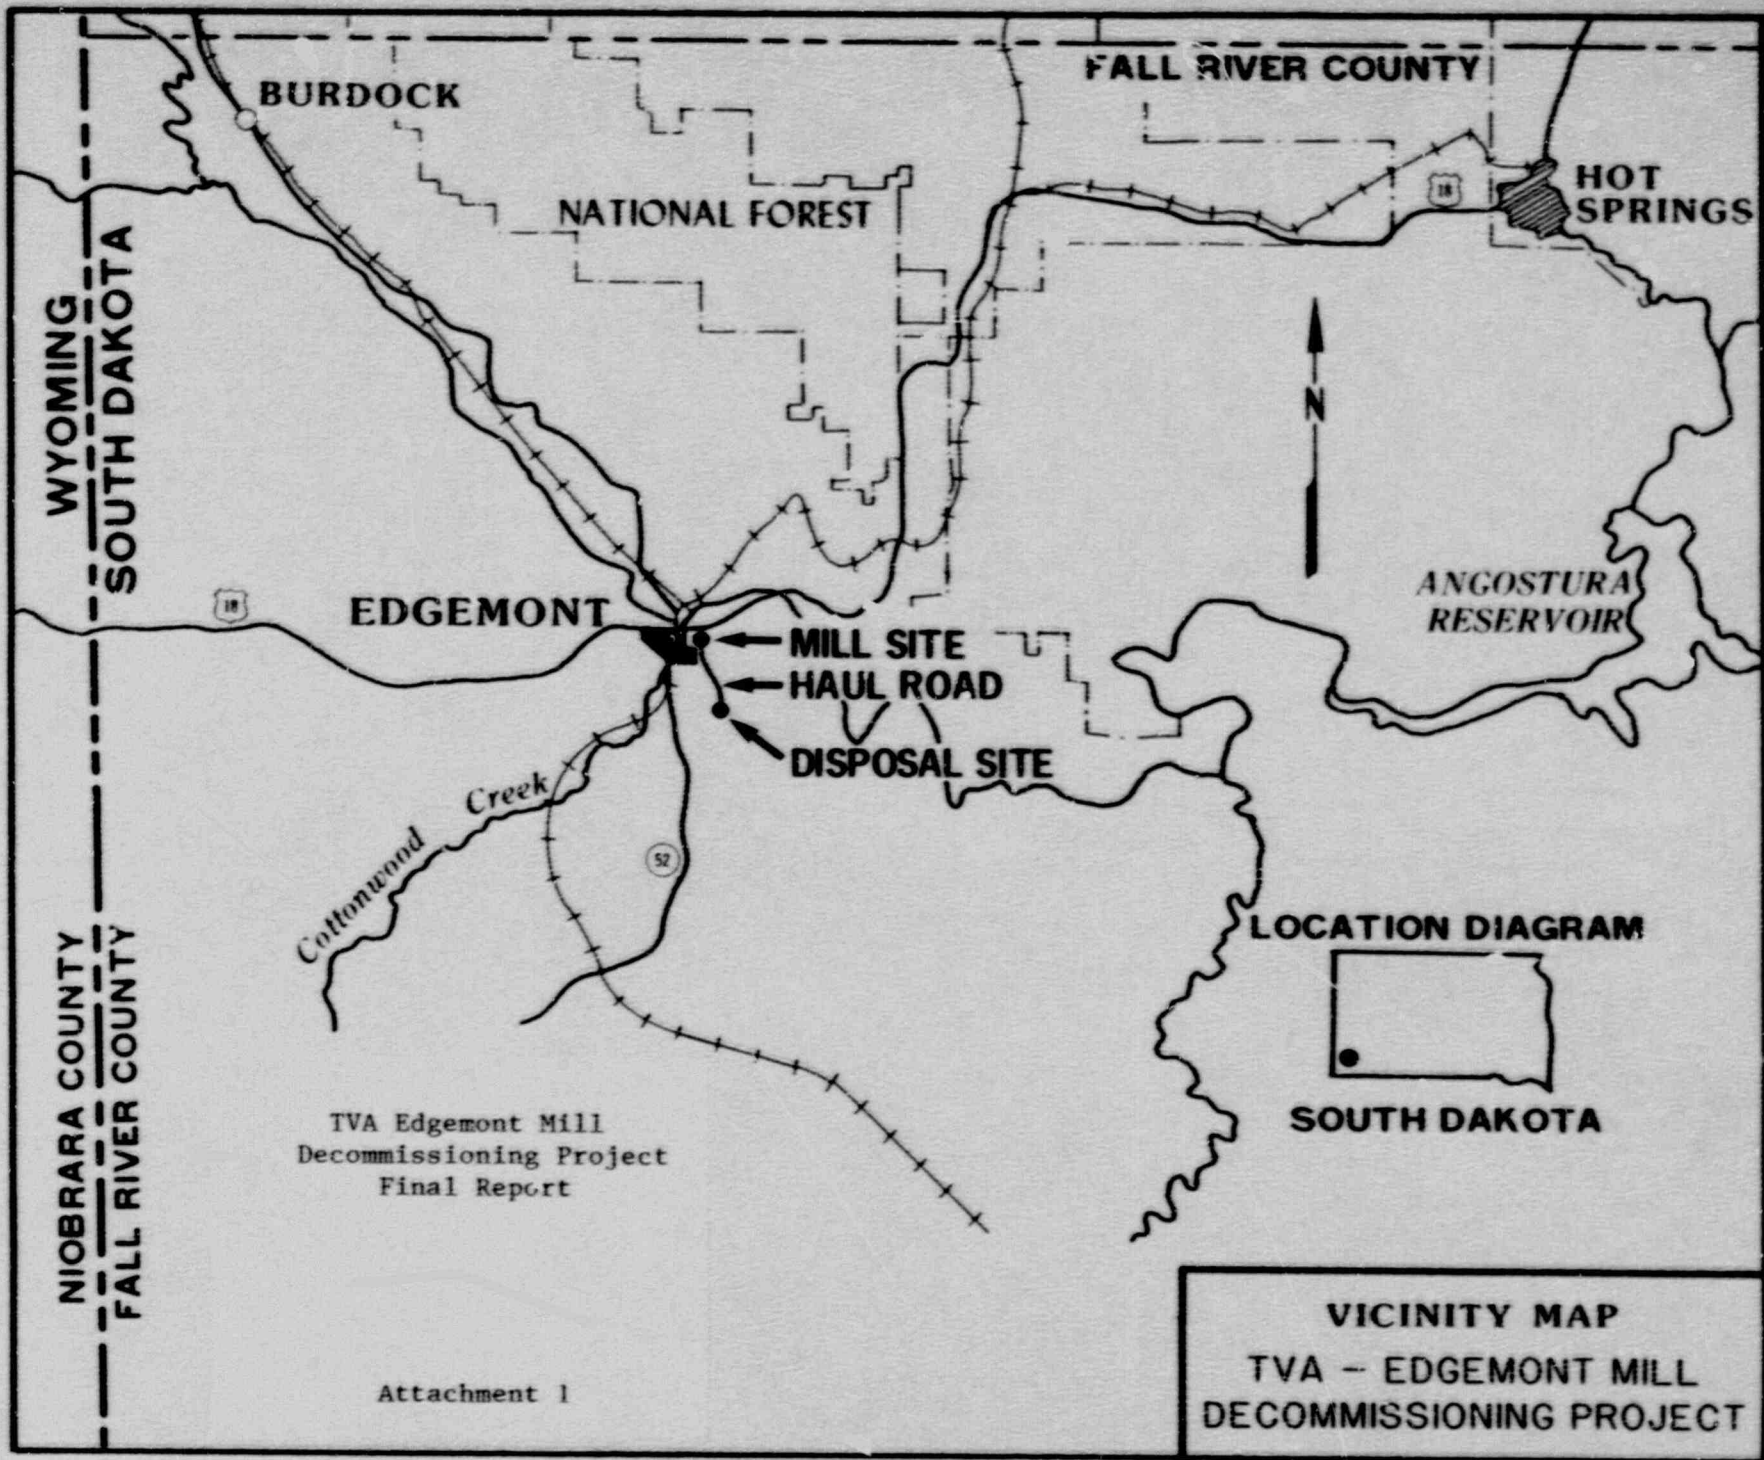 FALL RIVER COUNTY
BURDOCK
HOT
SPRINGS
18
NATIONAL FOREST
WYOMING
SOUTH DAKOTA
N
ANGOSTURA
RESERVOIR
18
EDGEMONT
MILL SITE
HAUL ROAD
DISPOSAL SITE
Cottonwood Creek
52
LOCATION DIAGRAM
SOUTH DAKOTA
NIOBRARA COUNTY
FALL RIVER COUNTY
TVA Edgemont Mill
Decommissioning Project
Final Report
Attachment 1
VICINITY MAP
TVA – EDGEMONT MILL
DECOMMISSIONING PROJECT